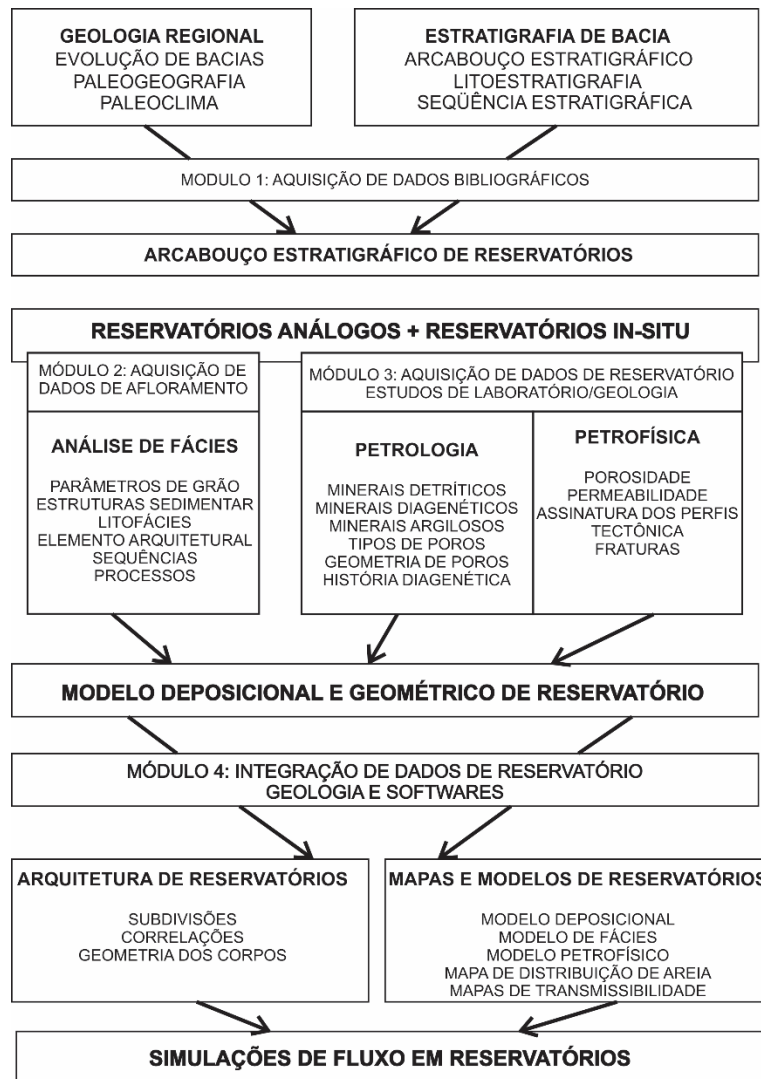 GEOLOGIA REGIONAL
EVOLUÇÃO DE BACIAS
PALEOGEOGRAFIA
PALEOCLIMA
ESTRATIGRAFIA DE BACIA
ARCABOUÇO ESTRATIGRÁFICO
LITOESTRATIGRAFIA
SEQÜÊNCIA ESTRATIGRÁFICA
MODULO 1: AQUISIÇÃO DE DADOS BIBLIOGRÁFICOS
ARCABOUÇO ESTRATIGRÁFICO DE RESERVATÓRIOS
RESERVATÓRIOS ANÁLOGOS + RESERVATÓRIOS IN-SITU
MÓDULO 2: AQUISIÇÃO DE
DADOS DE AFLORAMENTO
ANÁLISE DE FÁCIES
PARÂMETROS DE GRÃO
ESTRUTURAS SEDIMENTAR
LITOFÁCIES
ELEMENTO ARQUITETURAL
SEQUÊNCIAS
PROCESSOS
MÓDULO 3: AQUISIÇÃO DE DADOS DE RESERVATÓRIO
ESTUDOS DE LABORATÓRIO/GEOLOGIA
PETROLOGIA
MINERAIS DETRÍTICOS
MINERAIS DIAGENÉTICOS
MINERAIS ARGILOSOS
TIPOS DE POROS
GEOMETRIA DE POROS
HISTÓRIA DIAGENÉTICA
PETROFÍSICA
POROSIDADE
PERMEABILIDADE
ASSINATURA DOS PERFIS
TECTÔNICA
FRATURAS
MODELO DEPOSICIONAL E GEOMÉTRICO DE RESERVATÓRIO
MÓDULO 4: INTEGRAÇÃO DE DADOS DE RESERVATÓRIO
GEOLOGIA E SOFTWARES
ARQUITETURA DE RESERVATÓRIOS
SUBDIVISÕES
CORRELAÇÕES
GEOMETRIA DOS CORPOS
MAPAS E MODELOS DE RESERVATÓRIOS
MODELO DEPOSICIONAL
MODELO DE FÁCIES
MODELO PETROFÍSICO
MAPA DE DISTRIBUIÇÃO DE AREIA
MAPAS DE TRANSMISSIBILIDADE
SIMULAÇÕES DE FLUXO EM RESERVATÓRIOS